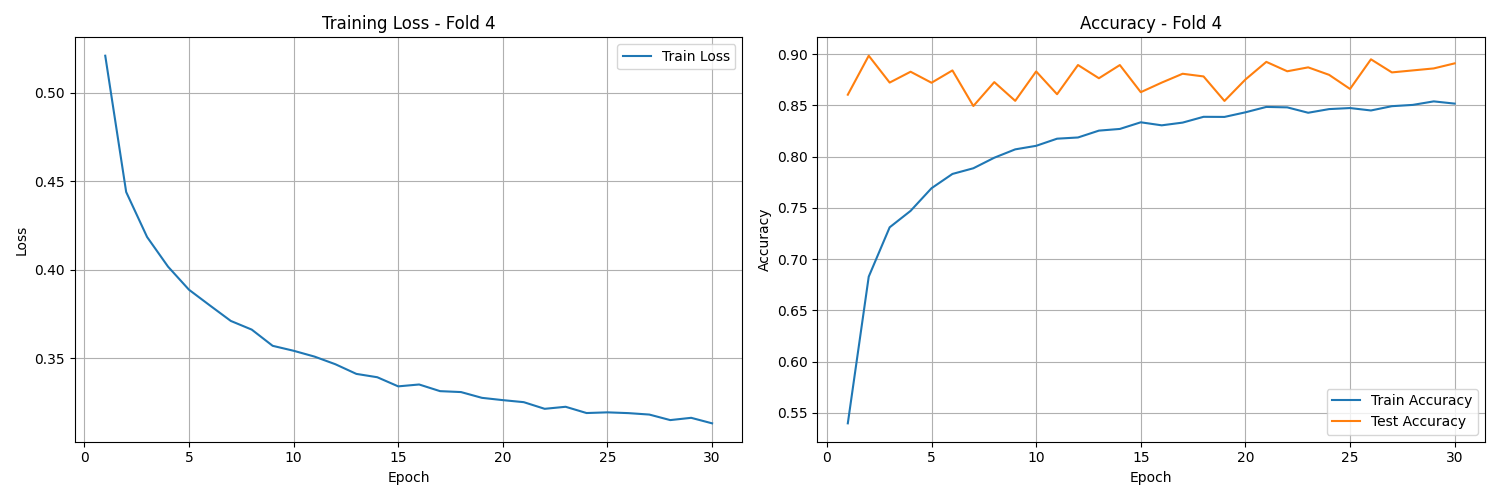 Training Loss - Fold 4
Train Loss
0.50
0.45
0.40
0.35
Loss
0 5 10 15 20 25 30
Epoch
Accuracy - Fold 4
0.90
0.85
0.80
0.75
0.70
0.65
0.60
0.55
Accuracy
Train Accuracy
Test Accuracy
0 5 10 15 20 25 30
Epoch